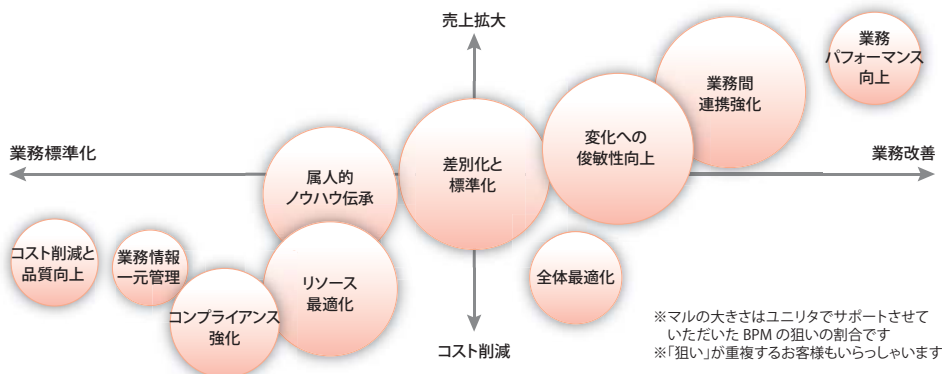 売上拡大
業務
パフォーマンス
向上
業務間
連携強化
変化への
俊敏性向上
差別化と
標準化
業務標準化
業務改善
属人的
ノウハウ伝承
コスト削減と
品質向上
業務情報
一元管理
リソース
最適化
全体最適化
コンプライアンス
強化
コスト削減
※マルの大きさはユニリタでサポートさせて
いただいた BPM の狙いの割合です
※「狙い」が重複するお客様もいらっしゃいます